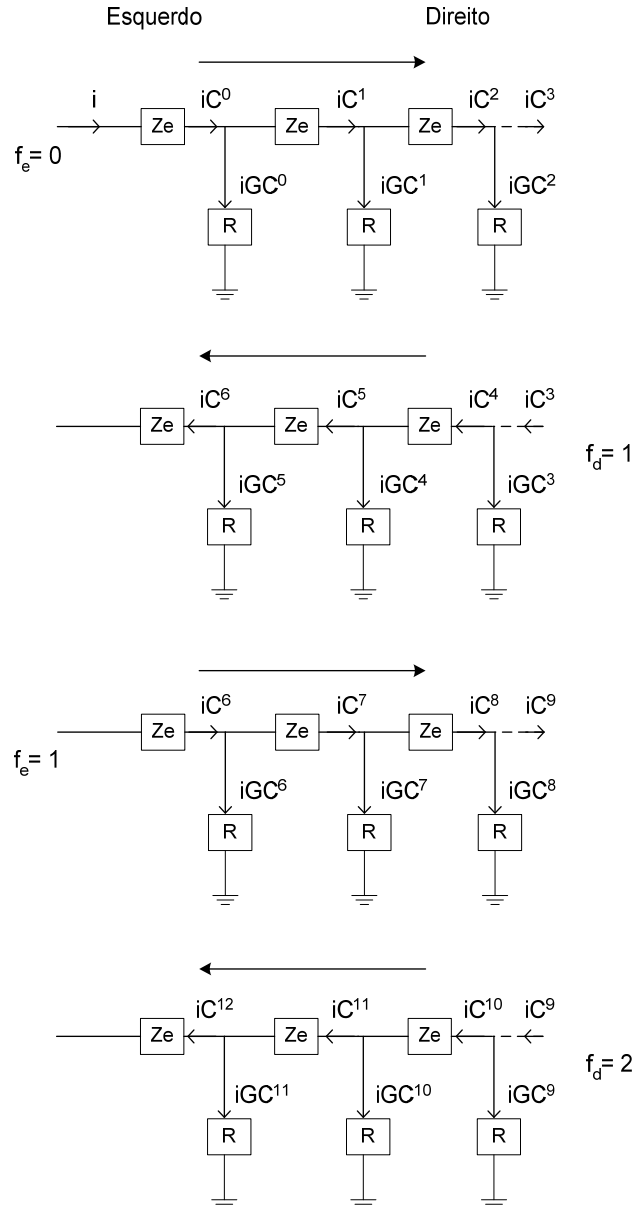 Esquerdo Direito
i iC⁰ iC¹ iC² iC³
Ze Ze Ze
fₑ= 0
iGC⁰ iGC¹ iGC²
R R R
iC⁶ iC⁵ iC⁴ iC³
Ze Ze Ze
f_d= 1
iGC⁵ iGC⁴ iGC³
R R R
iC⁶ iC⁷ iC⁸ iC⁹
Ze Ze Ze
fₑ= 1
iGC⁶ iGC⁷ iGC⁸
R R R
iC¹² iC¹¹ iC¹⁰ iC⁹
Ze Ze Ze
f_d= 2
iGC¹¹ iGC¹⁰ iGC⁹
R R R